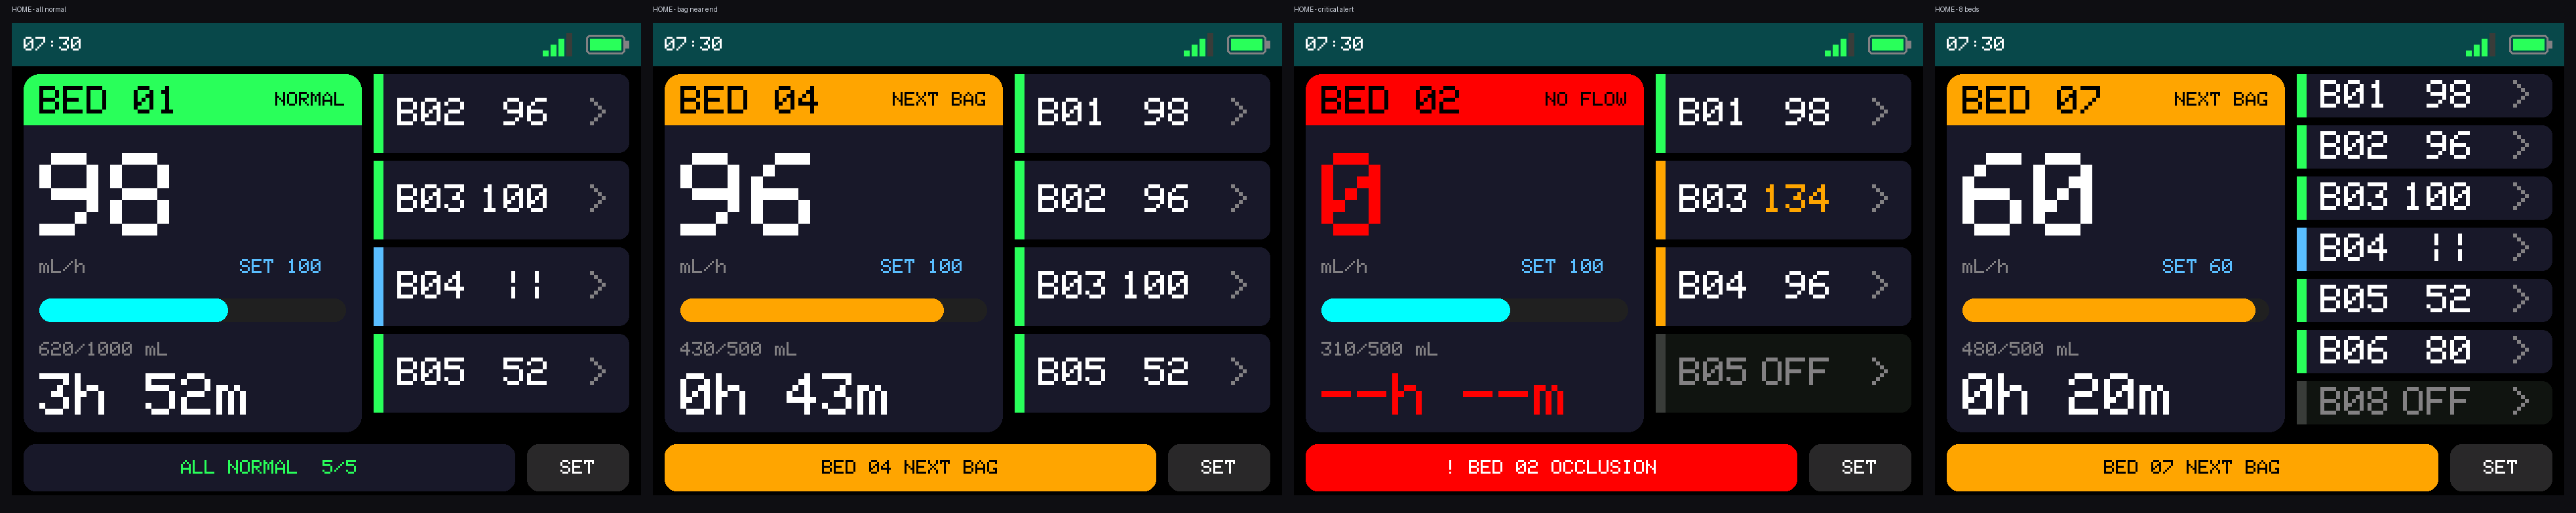 HOME - all normal
07:30
BED 01 NORMAL
98
mL/h SET 100
620/1000 mL
3h 52m
B02 96 >
B03 100 >
B04 || >
B05 52 >
ALL NORMAL 5/5
SET
HOME - bag near end
07:30
BED 04 NEXT BAG
96
mL/h SET 100
430/500 mL
0h 43m
B01 98 >
B02 96 >
B03 100 >
B05 52 >
BED 04 NEXT BAG
SET
HOME - critical alert
07:30
BED 02 NO FLOW
0
mL/h SET 100
310/500 mL
--h --m
B01 98 >
B03 134 >
B04 96 >
B05 OFF >
! BED 02 OCCLUSION
SET
HOME - 8 beds
07:30
BED 07 NEXT BAG
60
mL/h SET 60
480/500 mL
0h 20m
B01 98 >
B02 96 >
B03 100 >
B04 || >
B05 52 >
B06 80 >
B08 OFF >
BED 07 NEXT BAG
SET